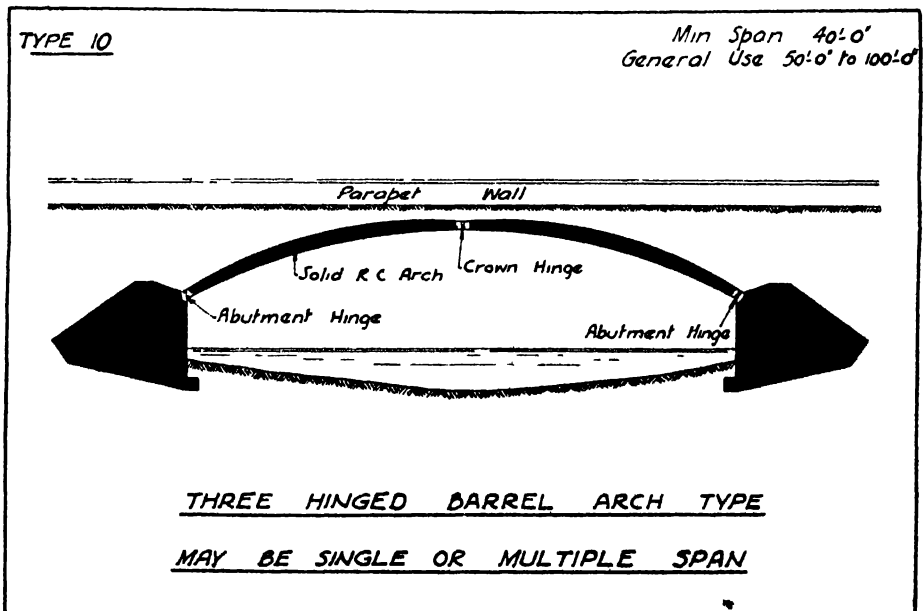 TYPE 10
Min Span 40'-0"
General Use 50'-0" to 100'-0"
Parapet Wall
Solid R C Arch
Crown Hinge
Abutment Hinge
Abutment Hinge
THREE HINGED BARREL ARCH TYPE
MAY BE SINGLE OR MULTIPLE SPAN